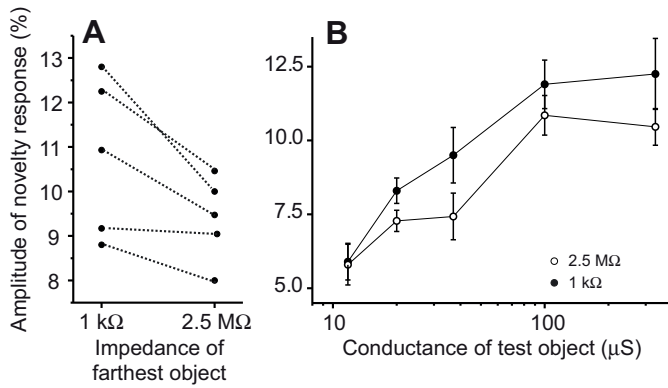 A
Amplitude of novelty response (%)
13
12
11
10
9
8
1 kΩ
2.5 MΩ
Impedance of
farthest object
B
12.5
10.0
7.5
5.0
2.5 MΩ
1 kΩ
10
100
Conductance of test object (µS)